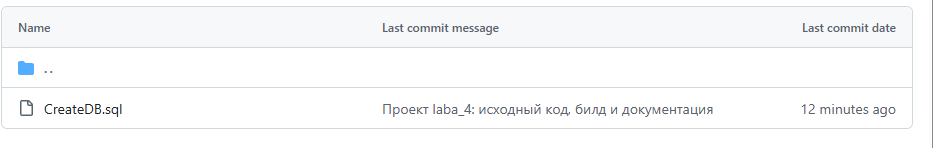 Name Last commit message Last commit date
..
CreateDB.sql Проект laba_4: исходный код, билд и документация 12 minutes ago